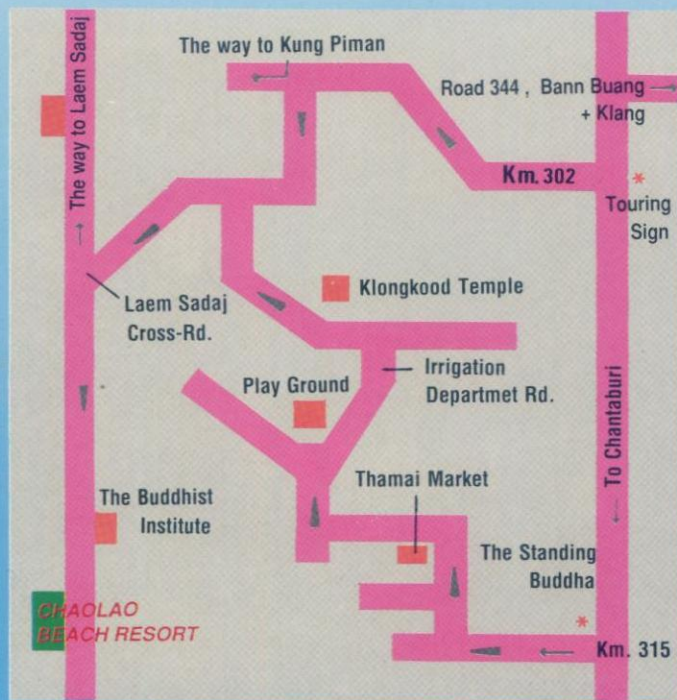 The way to Kung Piman
The way to Laem Sadaj
Road 344 , Bann Buang
+ Klang
Km. 302
Touring
Sign
Klongkood Temple
Laem Sadaj
Cross-Rd.
Irrigation
Departmet Rd.
Play Ground
To Chantaburi
Thamai Market
The Buddhist
Institute
The Standing
Buddha
CHAOLAO
BEACH RESORT
Km. 315